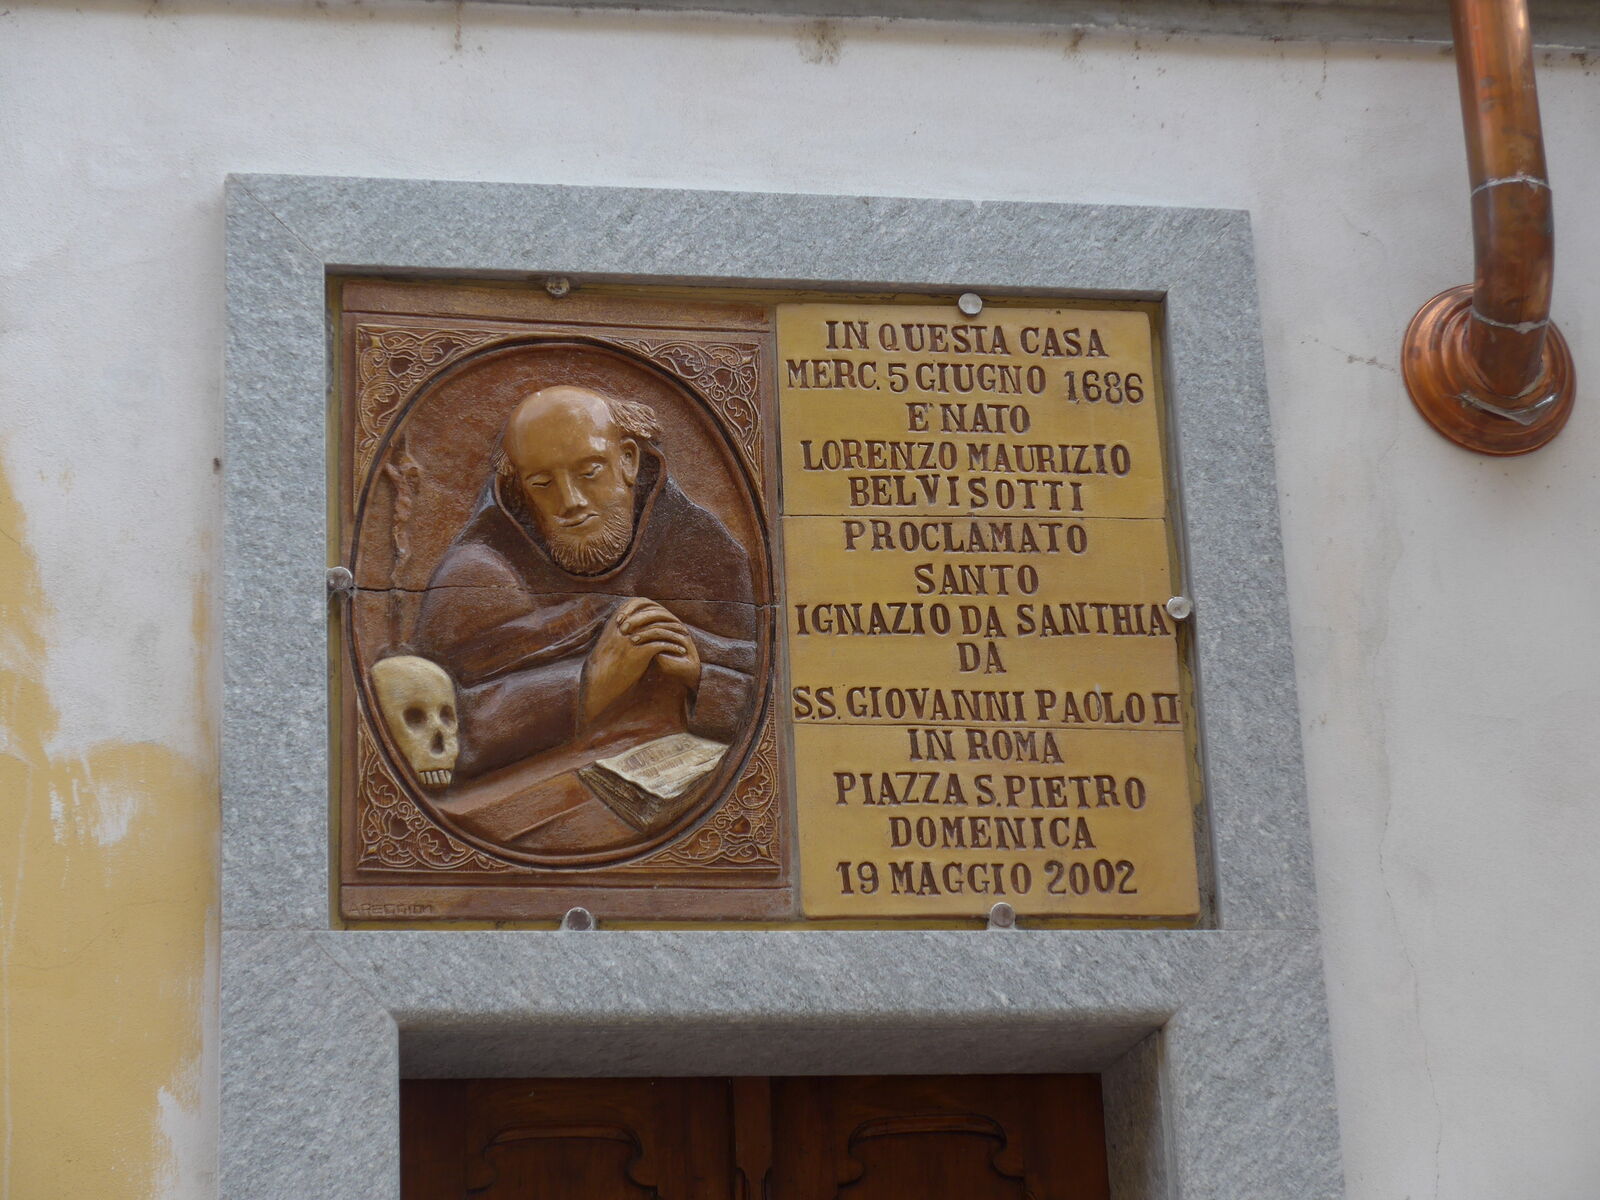 IN QUESTA CASA
MERC. 5 GIUGNO 1686
E' NATO
LORENZO MAURIZIO
BELVISOTTI
PROCLAMATO
SANTO
IGNAZIO DA SANTHIA
DA
S.S. GIOVANNI PAOLO II
IN ROMA
PIAZZA S. PIETRO
DOMENICA
19 MAGGIO 2002